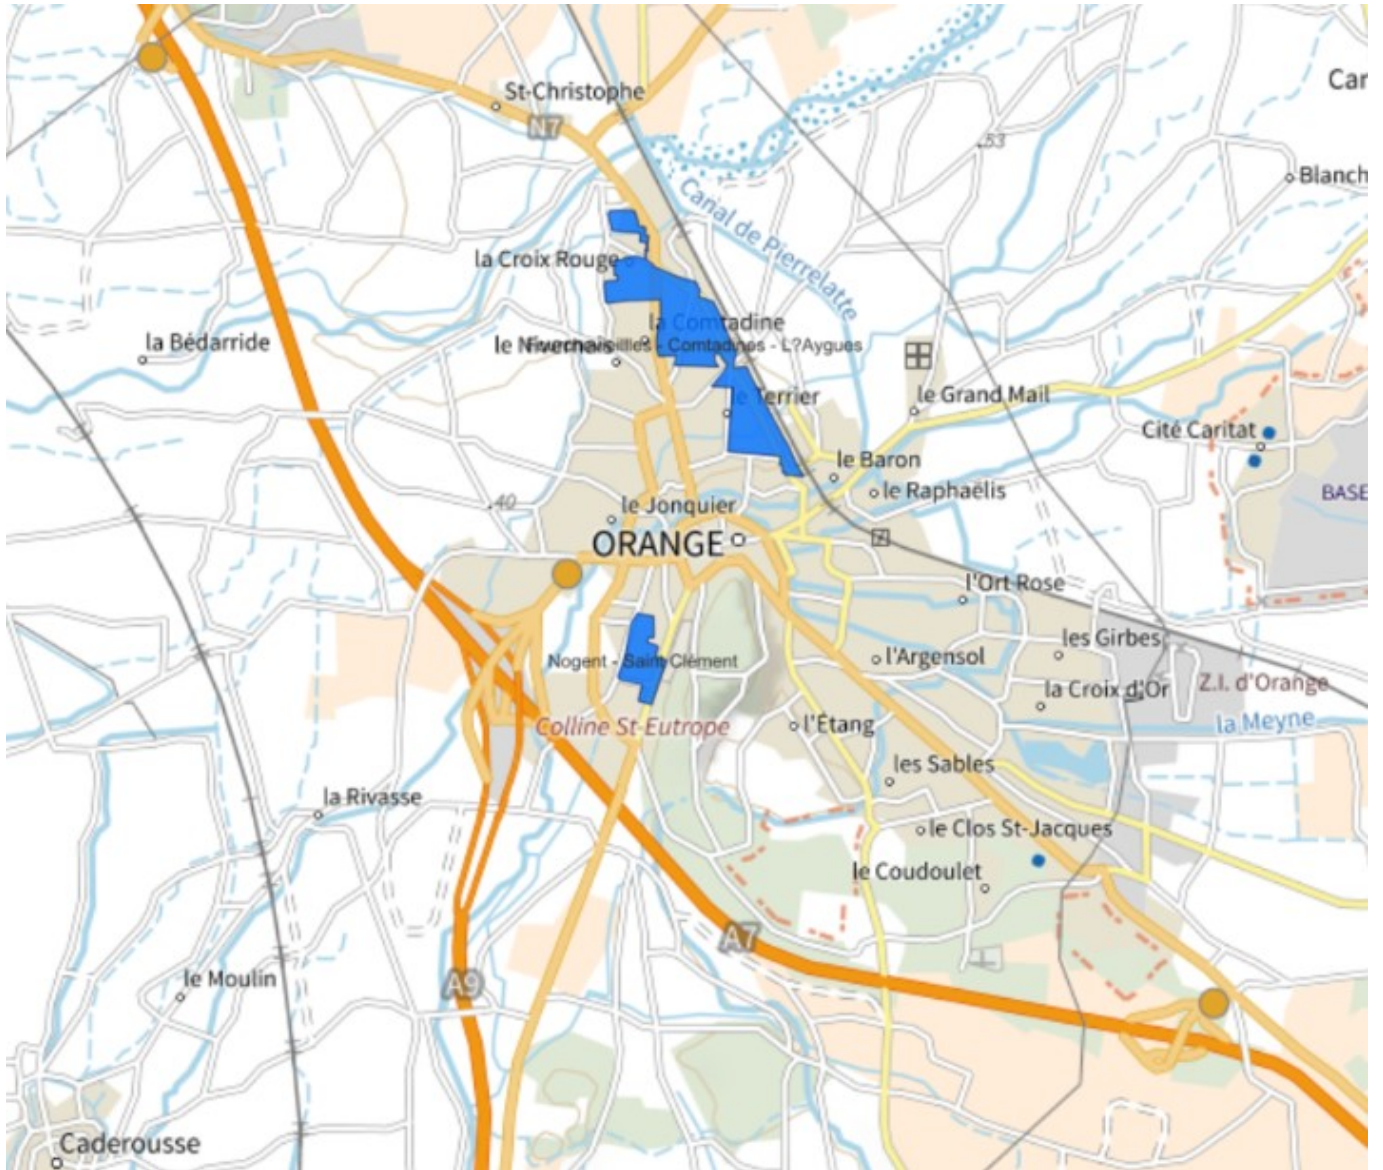 Car
St-Christophe
N7
53
Blanch
Canal de Pierrelatte
la Croix Rouge
la Comtadine
la Bédarride
- Comtadines - L?Aygues
le Terrier
le Grand Mail
Cité Caritat
le Baron
le Raphaëlis
BASE
40
le Jonquier
ORANGE
l'Ort Rose
les Girbes
l'Argensol
Nogent - Saint Clément
la Croix d'Or
Z.I. d'Orange
la Meyne
Colline St-Eutrope
l'Étang
les Sables
la Rivasse
le Clos St-Jacques
le Coudoulet
A7
le Moulin
A9
Caderousse